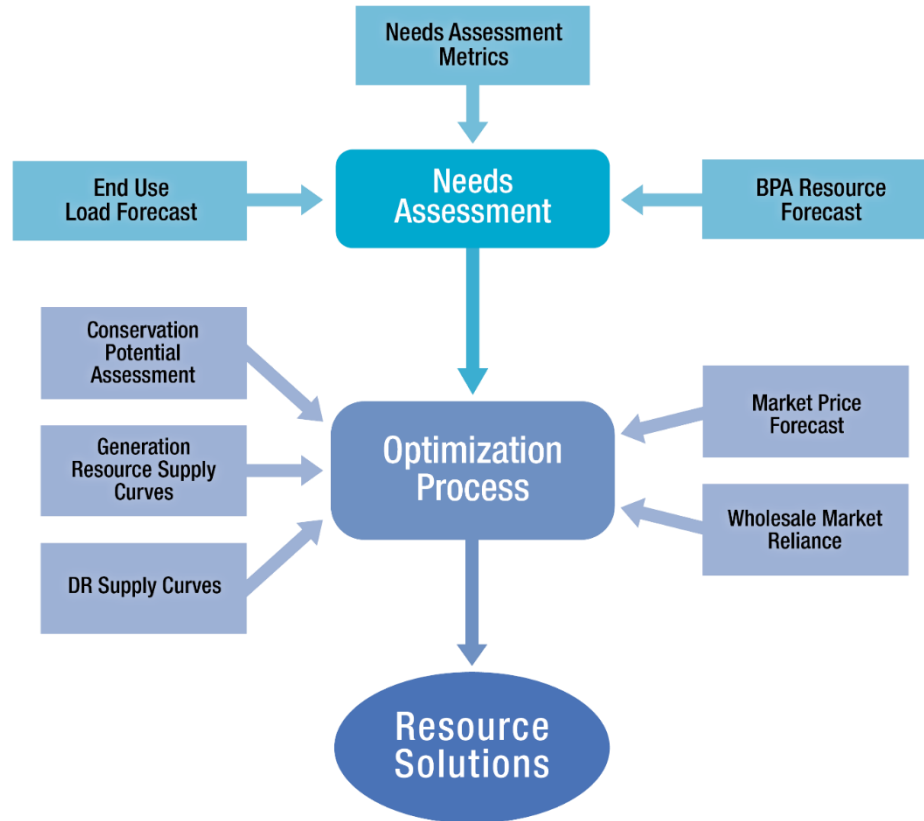 Needs Assessment
Metrics
End Use
Load Forecast
Needs
Assessment
BPA Resource
Forecast
Conservation
Potential
Assessment
Generation
Resource Supply
Curves
DR Supply Curves
Optimization
Process
Market Price
Forecast
Wholesale Market
Reliance
Resource
Solutions